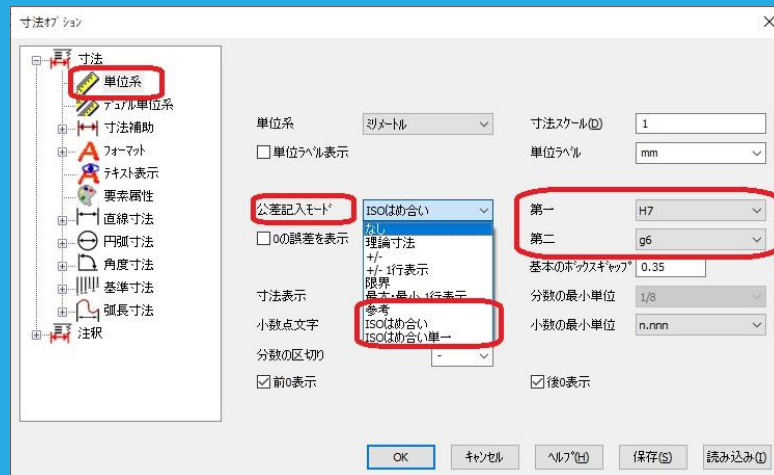 寸法オプション
寸法
単位系
デュアル単位系
寸法補助
フォーマット
テキスト表示
要素属性
直線寸法
円弧寸法
角度寸法
基準寸法
弧長寸法
注釈
単位系 ミリメートル
寸法スケール(D) 1
単位ラベル表示
単位ラベル mm
公差記入モード ISOはめ合い
第一 H7
なし
理論寸法
+/-
+/- 1行表示
限界
最大・最小 1行表示
参考
ISOはめ合い
ISOはめ合い単一
0の誤差を表示
第二 g6
基本のボックスギャップ 0.35
寸法表示
分数の最小単位 1/8
小数点文字
小数の最小単位 n.nnn
分数の区切り -
前0表示
後0表示
OK キャンセル ヘルプ(H) 保存(S) 読み込み(I)